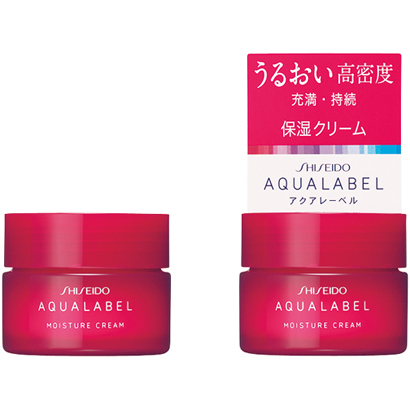 うるおい高密度
充満・持続
保湿クリーム
SHISEIDO
AQUALABEL
アクアレーベル
SHISEIDO
AQUALABEL
MOISTURE CREAM
SHISEIDO
AQUALABEL
MOISTURE CREAM